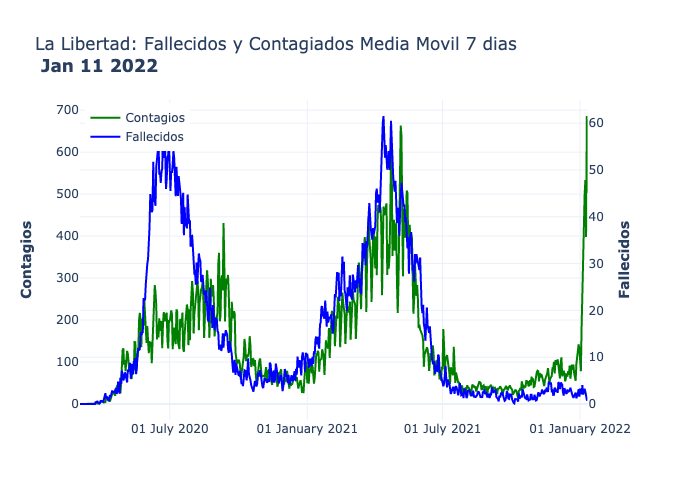 La Libertad: Fallecidos y Contagiados Media Movil 7 dias
Jan 11 2022
Contagios
Fallecidos
700
600
500
400
300
200
100
0
60
50
40
30
20
10
0
Contagios
Fallecidos
01 July 2020
01 January 2021
01 July 2021
01 January 2022